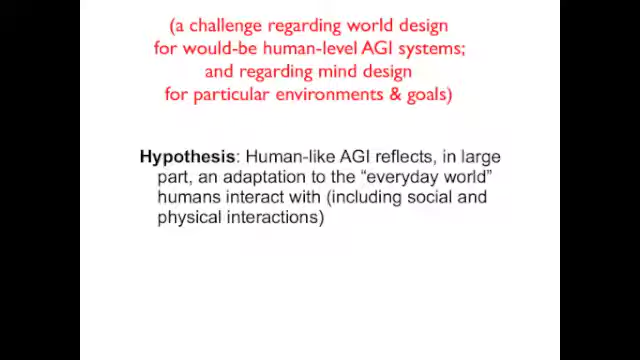 (a challenge regarding world design
for would-be human-level AGI systems;
and regarding mind design
for particular environments & goals)
Hypothesis: Human-like AGI reflects, in large
part, an adaptation to the “everyday world”
humans interact with (including social and
physical interactions)